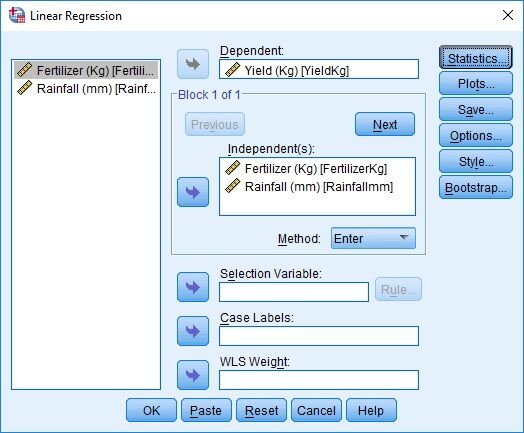 Linear Regression
Fertilizer (Kg) [Fertili...
Rainfall (mm) [Rainf...
Dependent:
Yield (Kg) [YieldKg]
Block 1 of 1
Previous
Next
Independent(s):
Fertilizer (Kg) [FertilizerKg]
Rainfall (mm) [Rainfallmm]
Method:
Enter
Selection Variable:
Rule...
Case Labels:
WLS Weight:
Statistics...
Plots...
Save...
Options...
Style...
Bootstrap...
OK
Paste
Reset
Cancel
Help